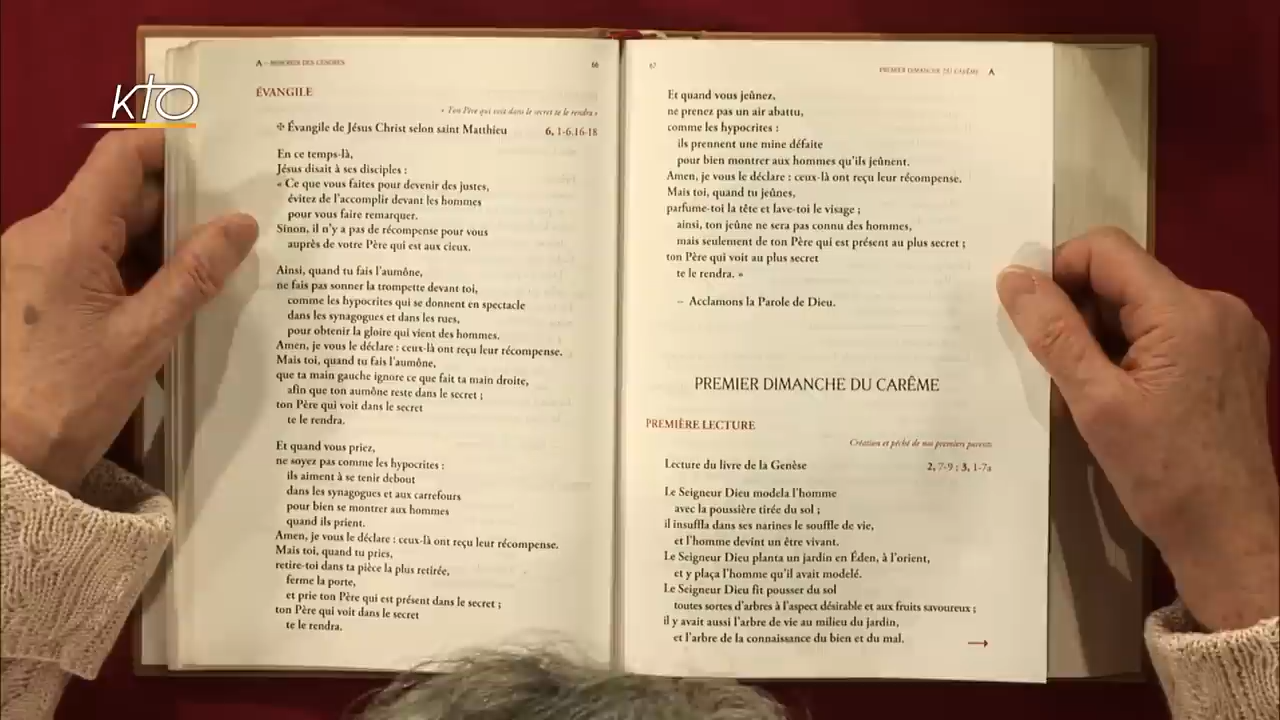 KTO
A – MERCREDI DES CENDRES 66
ÉVANGILE
« Ton Père qui voit dans le secret te le rendra »
✠ Évangile de Jésus Christ selon saint Matthieu 6, 1-6.16-18
En ce temps-là,
Jésus disait à ses disciples :
« Ce que vous faites pour devenir des justes,
évitez de l'accomplir devant les hommes
pour vous faire remarquer.
Sinon, il n'y a pas de récompense pour vous
auprès de votre Père qui est aux cieux.
Ainsi, quand tu fais l'aumône,
ne fais pas sonner la trompette devant toi,
comme les hypocrites qui se donnent en spectacle
dans les synagogues et dans les rues,
pour obtenir la gloire qui vient des hommes.
Amen, je vous le déclare : ceux-là ont reçu leur récompense.
Mais toi, quand tu fais l'aumône,
que ta main gauche ignore ce que fait ta main droite,
afin que ton aumône reste dans le secret ;
ton Père qui voit dans le secret
te le rendra.
Et quand vous priez,
ne soyez pas comme les hypocrites :
ils aiment à se tenir debout
dans les synagogues et aux carrefours
pour bien se montrer aux hommes
quand ils prient.
Amen, je vous le déclare : ceux-là ont reçu leur récompense.
Mais toi, quand tu pries,
retire-toi dans ta pièce la plus retirée,
ferme la porte,
et prie ton Père qui est présent dans le secret ;
ton Père qui voit dans le secret
te le rendra.
67 PREMIER DIMANCHE DU CARÊME A
Et quand vous jeûnez,
ne prenez pas un air abattu,
comme les hypocrites :
ils prennent une mine défaite
pour bien montrer aux hommes qu'ils jeûnent.
Amen, je vous le déclare : ceux-là ont reçu leur récompense.
Mais toi, quand tu jeûnes,
parfume-toi la tête et lave-toi le visage ;
ainsi, ton jeûne ne sera pas connu des hommes,
mais seulement de ton Père qui est présent au plus secret ;
ton Père qui voit au plus secret
te le rendra. »
– Acclamons la Parole de Dieu.
PREMIER DIMANCHE DU CARÊME
PREMIÈRE LECTURE
Création et péché de nos premiers parents
Lecture du livre de la Genèse 2, 7-9 ; 3, 1-7a
Le Seigneur Dieu modela l'homme
avec la poussière tirée du sol ;
il insuffla dans ses narines le souffle de vie,
et l'homme devint un être vivant.
Le Seigneur Dieu planta un jardin en Éden, à l'orient,
et y plaça l'homme qu'il avait modelé.
Le Seigneur Dieu fit pousser du sol
toutes sortes d'arbres à l'aspect désirable et aux fruits savoureux ;
il y avait aussi l'arbre de vie au milieu du jardin,
et l'arbre de la connaissance du bien et du mal.
→